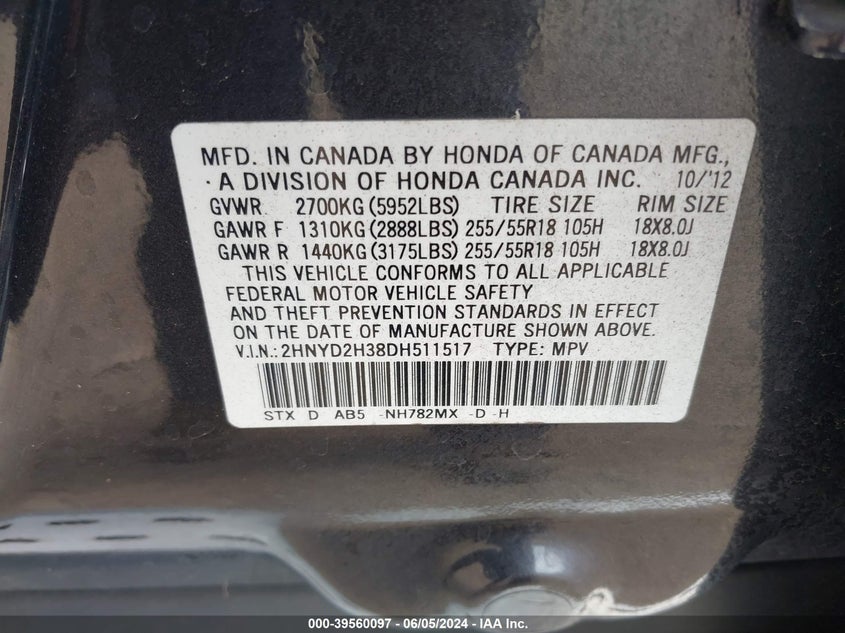 MFD. IN CANADA BY HONDA OF CANADA MFG.,
A DIVISION OF HONDA CANADA INC. 10/'12
GVWR 2700KG (5952LBS) TIRE SIZE RIM SIZE
GAWR F 1310KG (2888LBS) 255/55R18 105H 18X8.0J
GAWR R 1440KG (3175LBS) 255/55R18 105H 18X8.0J
THIS VEHICLE CONFORMS TO ALL APPLICABLE
FEDERAL MOTOR VEHICLE SAFETY
AND THEFT PREVENTION STANDARDS IN EFFECT
ON THE DATE OF MANUFACTURE SHOWN ABOVE.
V.I.N.: 2HNYD2H38DH511517 TYPE: MPV
STX D AB5 -NH782MX -D -H
000-39560097 - 06/05/2024 - IAA Inc.